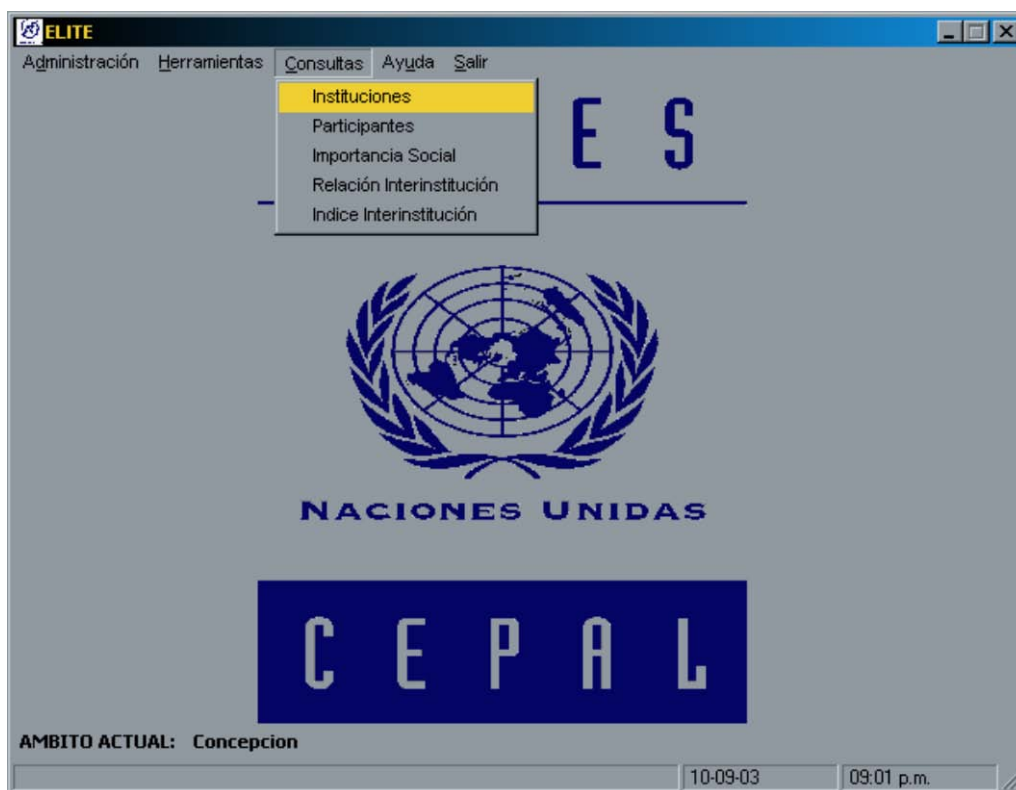 ELITE
Administración Herramientas Consultas Ayuda Salir
Instituciones
Participantes
Importancia Social
Relación Interinstitución
Indice Interinstitución
E S
NACIONES UNIDAS
CEPAL
AMBITO ACTUAL: Concepcion
10-09-03 09:01 p.m.